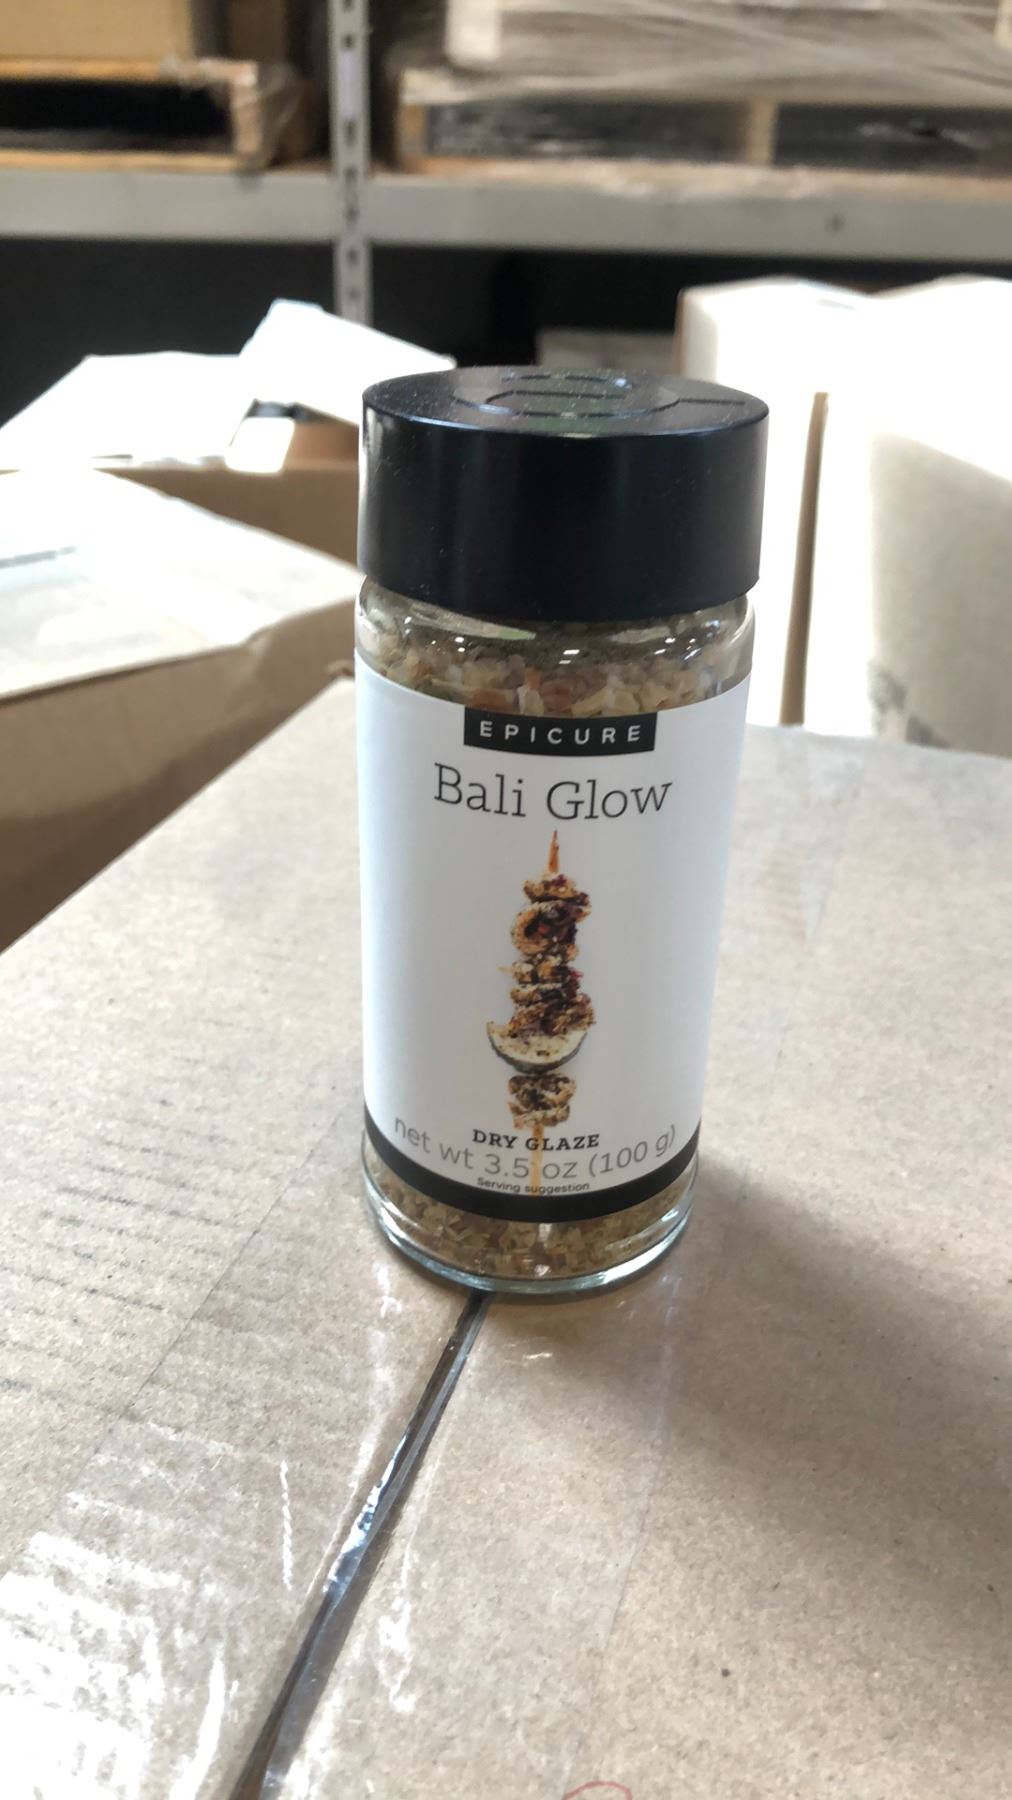 EPICURE
Bali Glow
DRY GLAZE
net wt 3.5 oz (100 g)
Serving suggestion